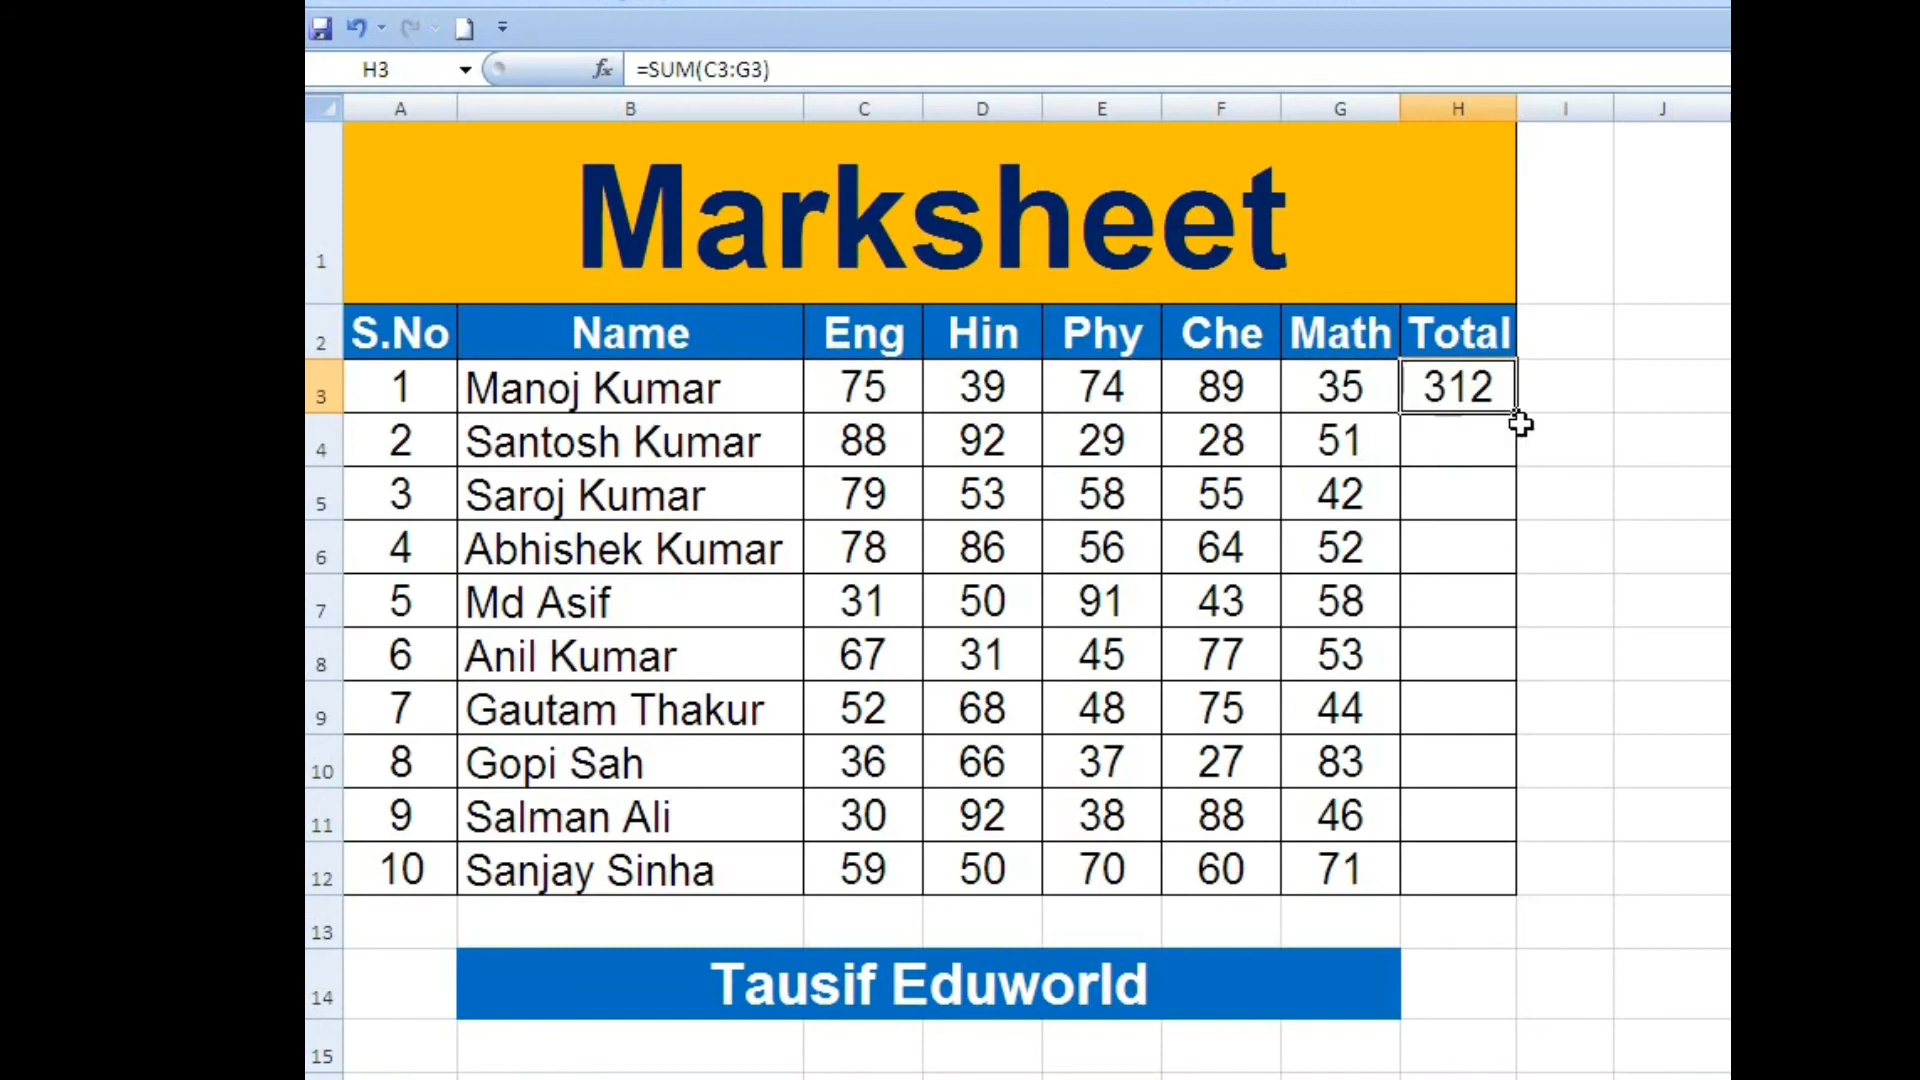 H3 fx =SUM(C3:G3)
A B C D E F G H I J
1 Marksheet
2 S.No Name Eng Hin Phy Che Math Total
3 1 Manoj Kumar 75 39 74 89 35 312
4 2 Santosh Kumar 88 92 29 28 51
5 3 Saroj Kumar 79 53 58 55 42
6 4 Abhishek Kumar 78 86 56 64 52
7 5 Md Asif 31 50 91 43 58
8 6 Anil Kumar 67 31 45 77 53
9 7 Gautam Thakur 52 68 48 75 44
10 8 Gopi Sah 36 66 37 27 83
11 9 Salman Ali 30 92 38 88 46
12 10 Sanjay Sinha 59 50 70 60 71
13
14 Tausif Eduworld
15